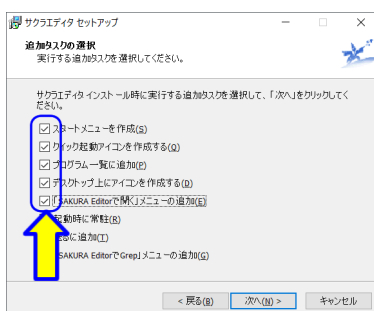 サクラエディタ セットアップ
追加タスクの選択
実行する追加タスクを選択してください。
サクラエディタ インストール時に実行する追加タスクを選択して、「次へ」をクリックしてください。
スタートメニューを作成(S)
クイック起動アイコンを作成する(Q)
プログラム一覧に追加(P)
デスクトップ上にアイコンを作成する(D)
「SAKURA Editorで開く」メニューの追加(E)
起動時に常駐(R)
に追加(T)
SAKURA EditorでGrep」メニューの追加(G)
< 戻る(B)
次へ(N) >
キャンセル